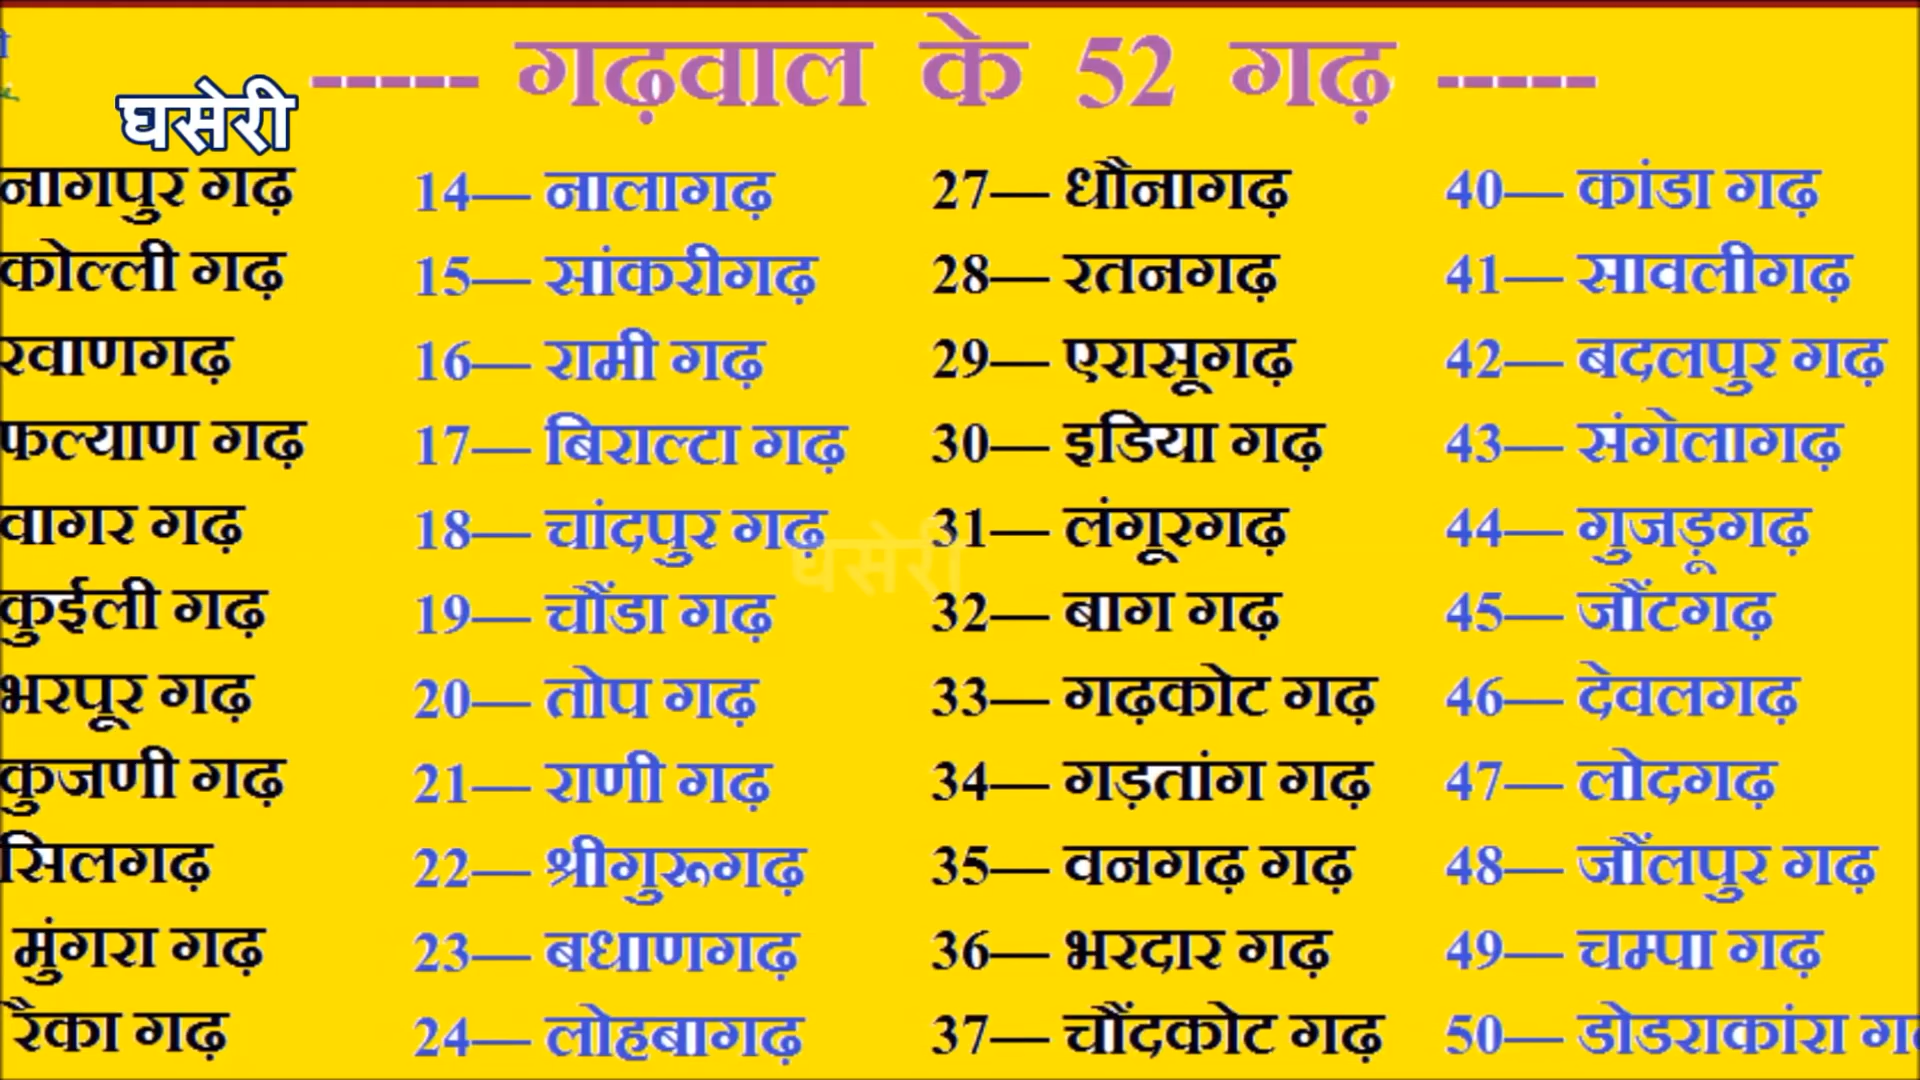 ----- गढ़वाल के 52 गढ़ -----
घसेरी
नागपुर गढ़
कोल्ली गढ़
रवाणगढ़
फल्याण गढ़
वागर गढ़
कुईली गढ़
भरपूर गढ़
कुजणी गढ़
सिलगढ़
मुंगरा गढ़
रैका गढ़
14— नालागढ़
15— सांकरीगढ़
16— रामी गढ़
17— बिराल्टा गढ़
18— चांदपुर गढ़
19— चौंडा गढ़
20— तोप गढ़
21— राणी गढ़
22— श्रीगुरूगढ़
23— बधाणगढ़
24— लोहबागढ़
27— धौनागढ़
28— रतनगढ़
29— एरासूगढ़
30— इडिया गढ़
31— लंगूरगढ़
32— बाग गढ़
33— गढ़कोट गढ़
34— गड़तांग गढ़
35— वनगढ़ गढ़
36— भरदार गढ़
37— चौंदकोट गढ़
40— कांडा गढ़
41— सावलीगढ़
42— बदलपुर गढ़
43— संगेलागढ़
44— गुजड़ूगढ़
45— जौंटगढ़
46— देवलगढ़
47— लोदगढ़
48— जौंलपुर गढ़
49— चम्पा गढ़
50— डोडराकांरा
घसेरी